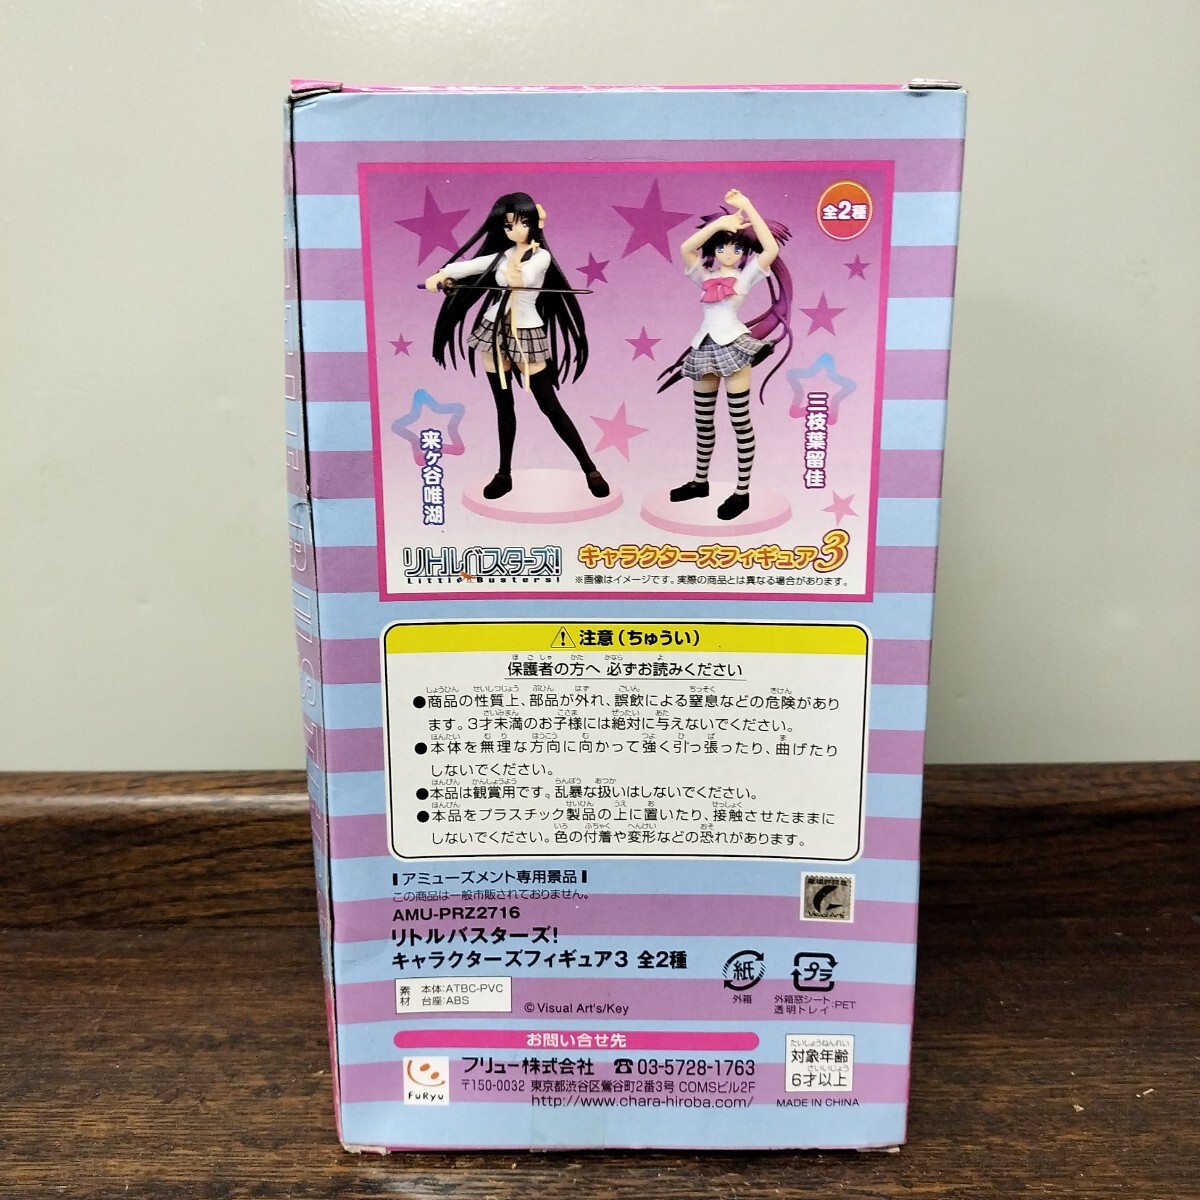 全2種
来ヶ谷唯湖
三枝葉留佳
リトルバスターズ!
Little Busters!
キャラクターズフィギュア3
※画像はイメージです。実際の商品とは異なる場合があります。
⚠注意(ちゅうい)
保護者の方へ 必ずお読みください
●商品の性質上、部品が外れ、誤飲による窒息などの危険があり
ます。3才未満のお子様には絶対に与えないでください。
●本体を無理な方向に向かって強く引っ張ったり、曲げたり
しないでください。
●本品は観賞用です。乱暴な扱いはしないでください。
●本品をプラスチック製品の上に置いたり、接触させたままに
しないでください。色の付着や変形などの恐れがあります。
アミューズメント専用景品
この商品は一般市販されておりません。
AMU-PRZ2716
リトルバスターズ!
キャラクターズフィギュア3 全2種
素材 本体:ATBC-PVC
台座:ABS
©Visual Art's/Key
Visual Art's
紙
外箱
プラ
外箱窓シート:PET
透明トレイ
お問い合せ先
FuRyu
フリュー株式会社 ☎03-5728-1763
〒150-0032 東京都渋谷区鶯谷町2番3号 COMSビル2F
http://www.chara-hiroba.com/
たいしょうねんれい
対象年齢
さいいじょう
6才以上
MADE IN CHINA